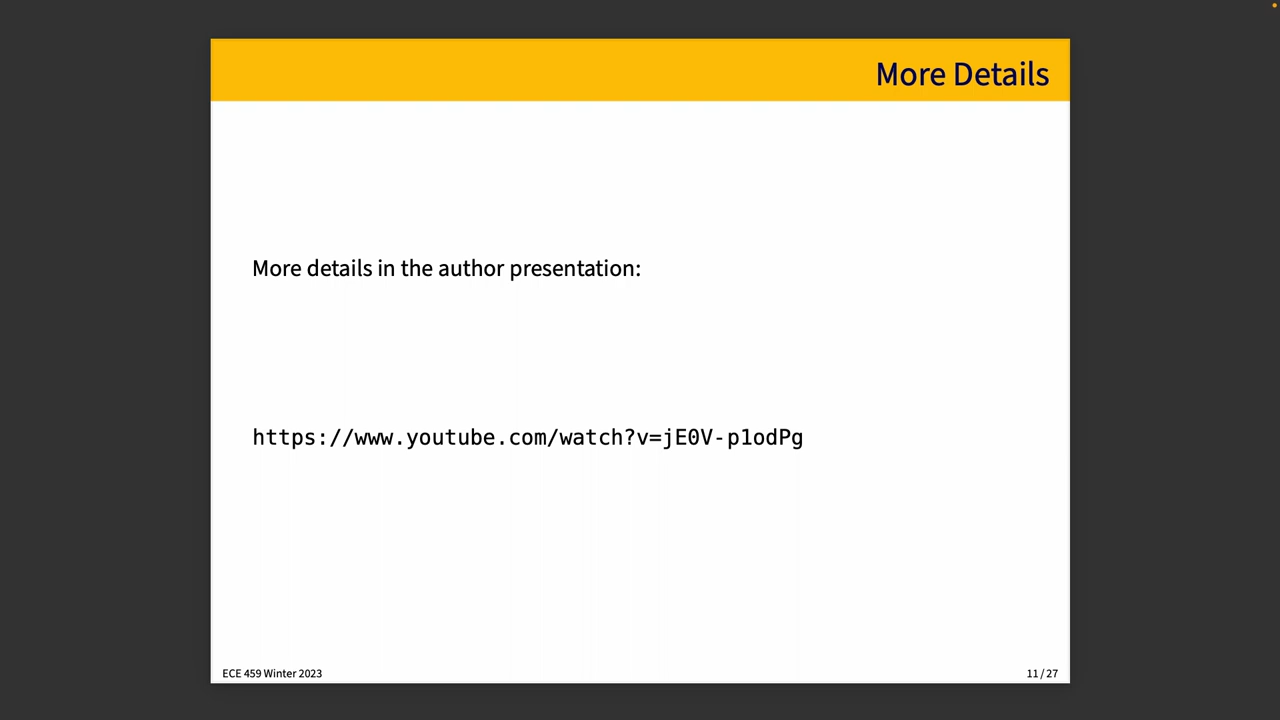 More Details
More details in the author presentation:
https://www.youtube.com/watch?v=jE0V-p1odPg
ECE 459 Winter 2023
11 / 27